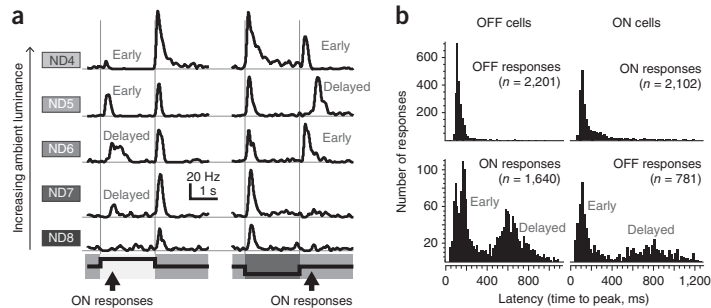 a
Increasing ambient luminance
ND4
ND5
ND6
ND7
ND8
Early
Early
Early
Delayed
Delayed
Early
Delayed
20 Hz
1 s
ON responses
ON responses
b
OFF cells
ON cells
Number of responses
600
400
200
OFF responses
(n = 2,201)
ON responses
(n = 2,102)
100
60
20
ON responses
(n = 1,640)
Early
Delayed
OFF responses
(n = 781)
Early
Delayed
0 400 800 0 400 800 1,200
Latency (time to peak, ms)